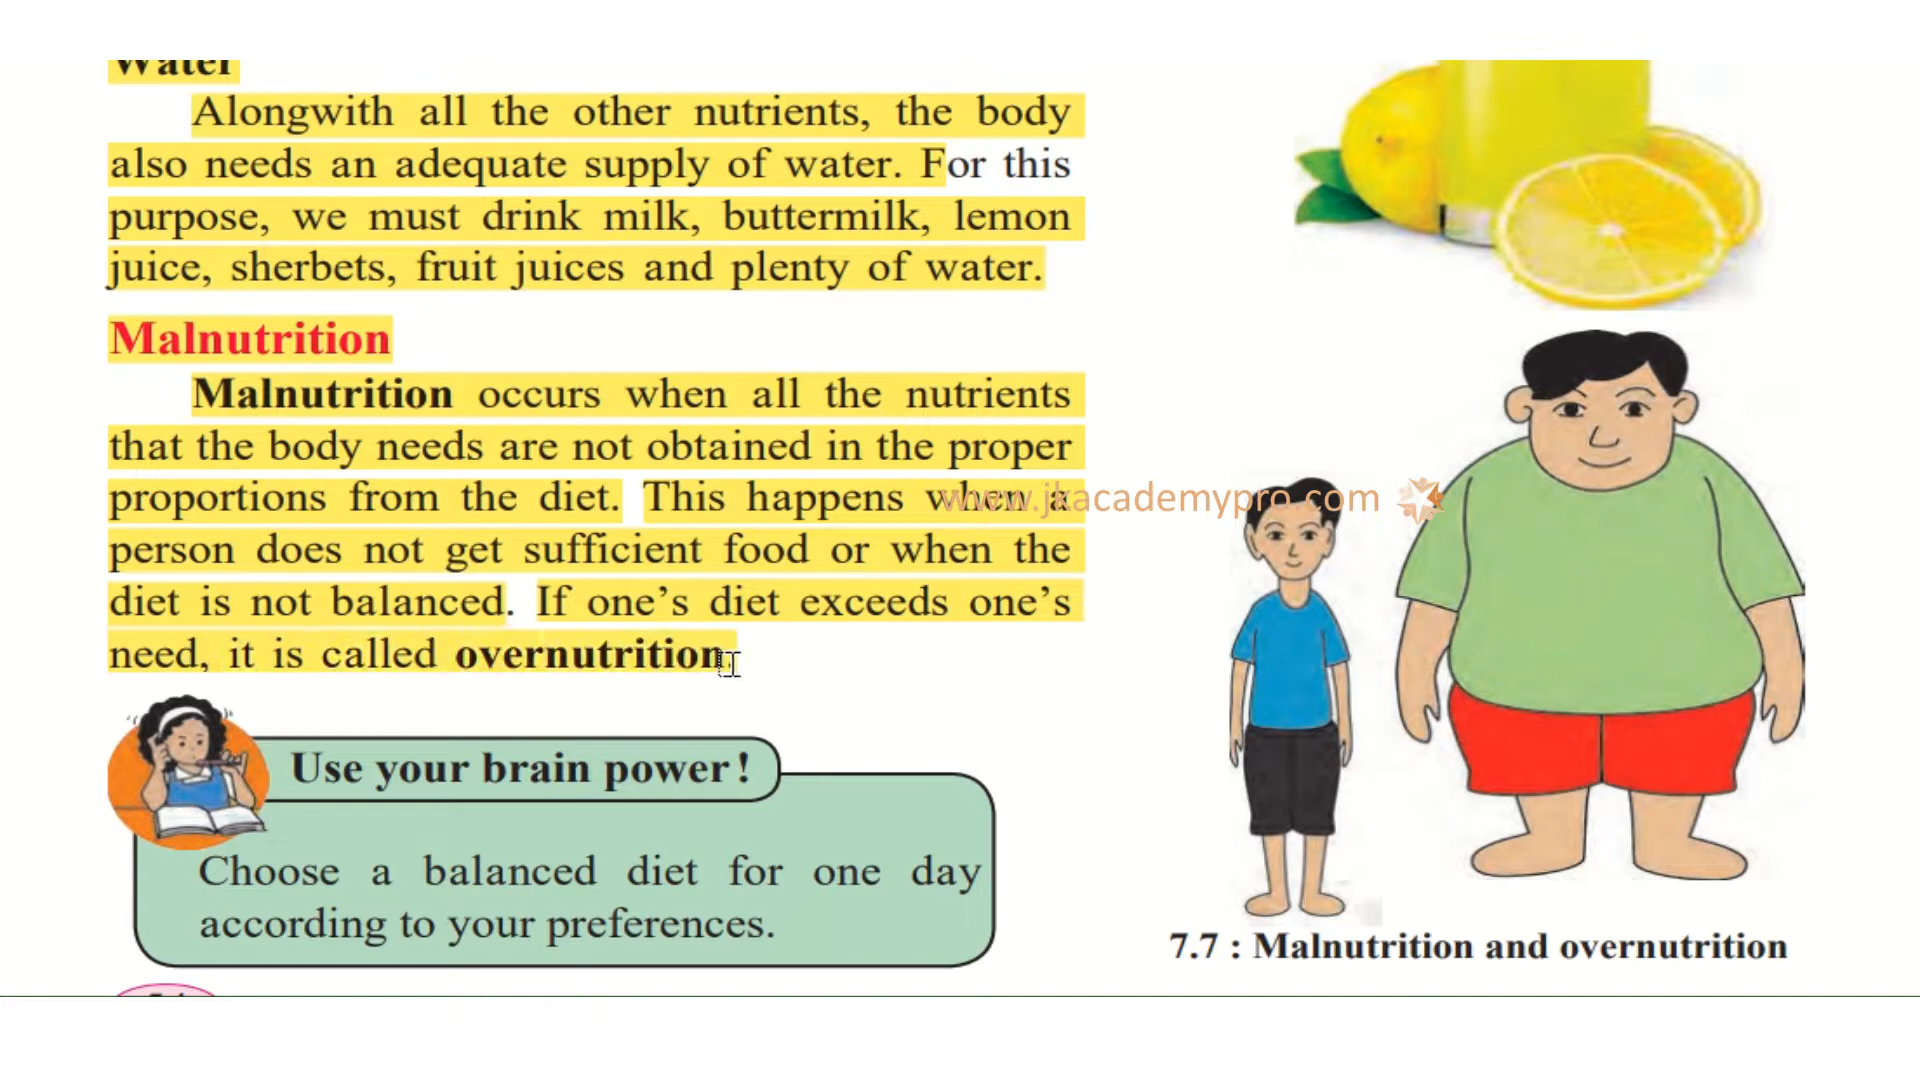 Water
Alongwith all the other nutrients, the body
also needs an adequate supply of water. For this
purpose, we must drink milk, buttermilk, lemon
juice, sherbets, fruit juices and plenty of water.
Malnutrition
Malnutrition occurs when all the nutrients
that the body needs are not obtained in the proper
proportions from the diet. This happens when a
person does not get sufficient food or when the
diet is not balanced. If one's diet exceeds one's
need, it is called overnutrition.
www.jkacademypro.com
Use your brain power!
Choose a balanced diet for one day
according to your preferences.
7.7 : Malnutrition and overnutrition